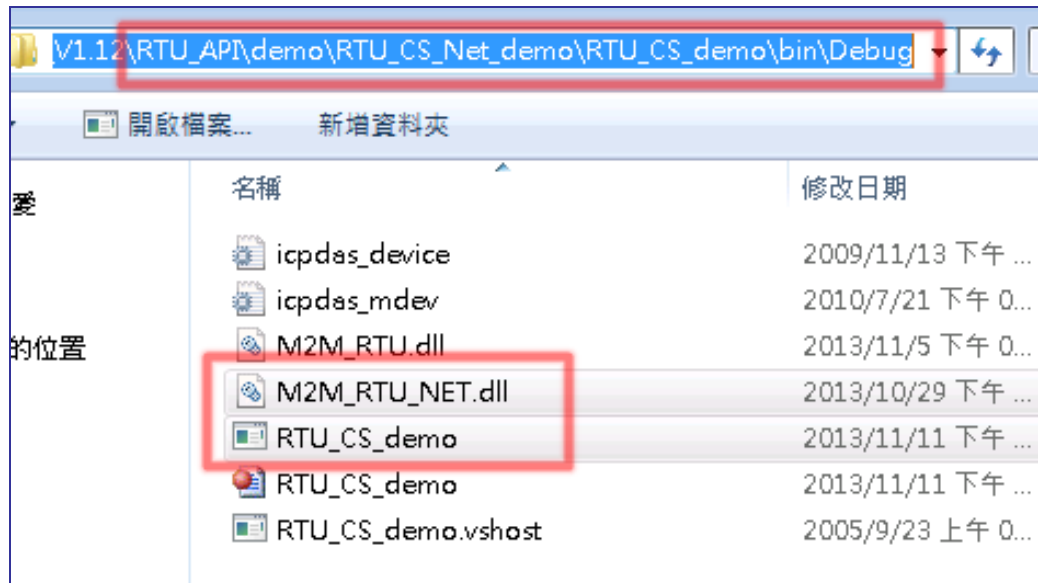 V1.12\RTU_API\demo\RTU_CS_Net_demo\RTU_CS_demo\bin\Debug
開啟檔案... 新增資料夾
名稱 修改日期
愛
icpdas_device 2009/11/13 下午 ...
icpdas_mdev 2010/7/21 下午 0...
的位置
M2M_RTU.dll 2013/11/5 下午 0...
M2M_RTU_NET.dll 2013/10/29 下午 ...
RTU_CS_demo 2013/11/11 下午 ...
RTU_CS_demo 2013/11/11 下午 ...
RTU_CS_demo.vshost 2005/9/23 上午 0...